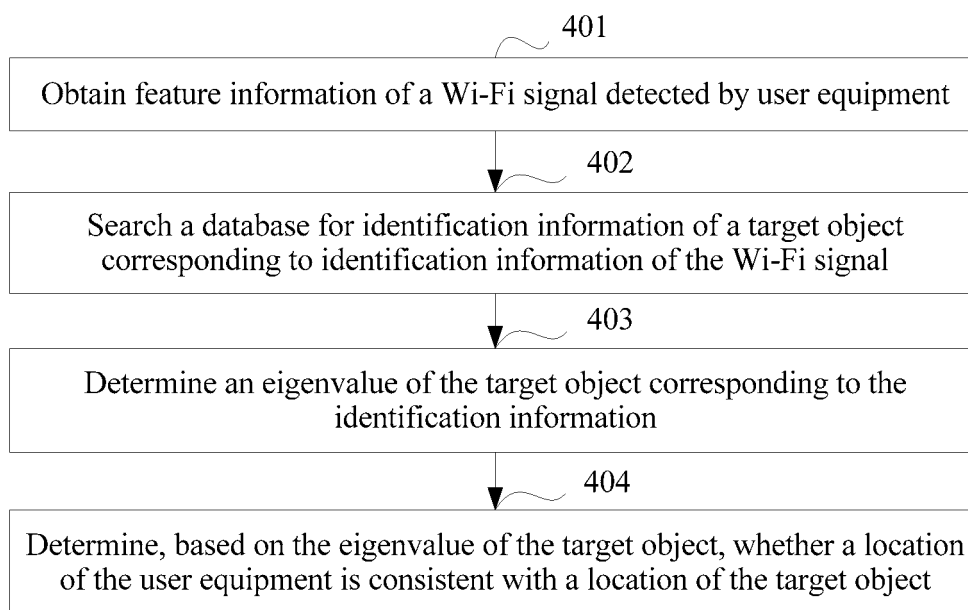 401
Obtain feature information of a Wi-Fi signal detected by user equipment
402
Search a database for identification information of a target object
corresponding to identification information of the Wi-Fi signal
403
Determine an eigenvalue of the target object corresponding to the
identification information
404
Determine, based on the eigenvalue of the target object, whether a location
of the user equipment is consistent with a location of the target object